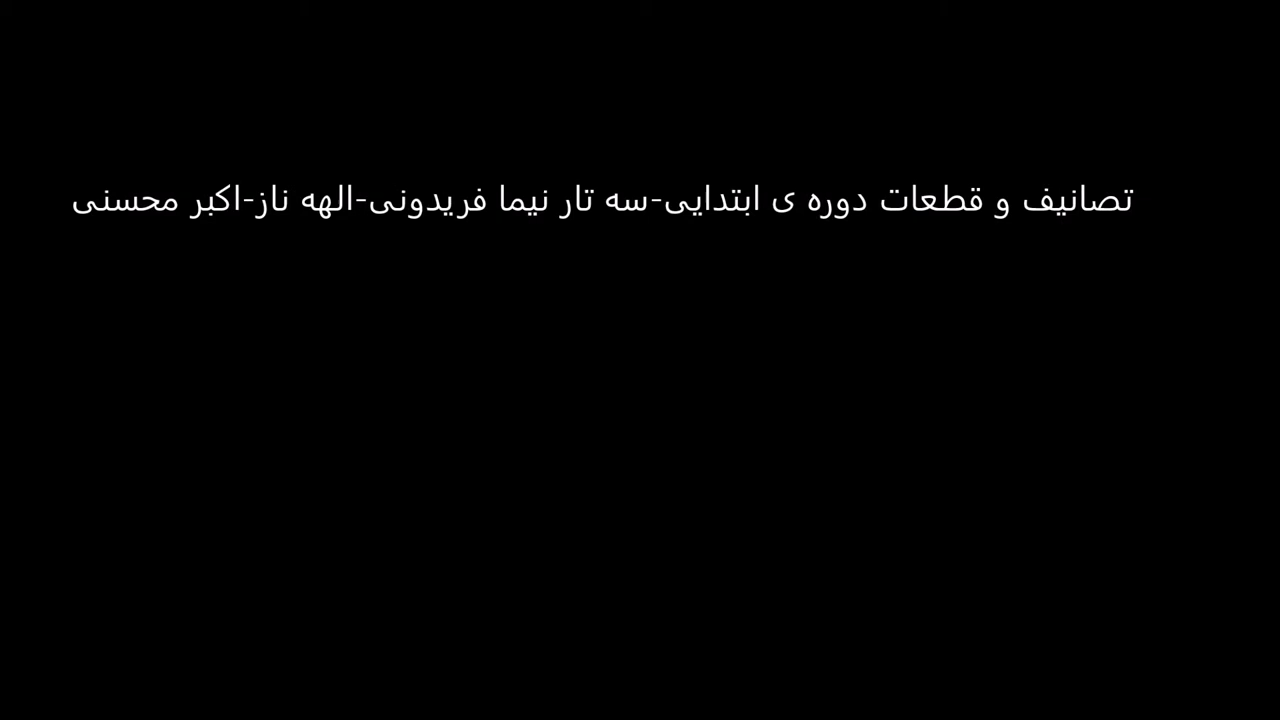 تصانیف و قطعات دوره ی ابتدایی-سه تار نیما فریدونی-الهه ناز-اکبر محسنی